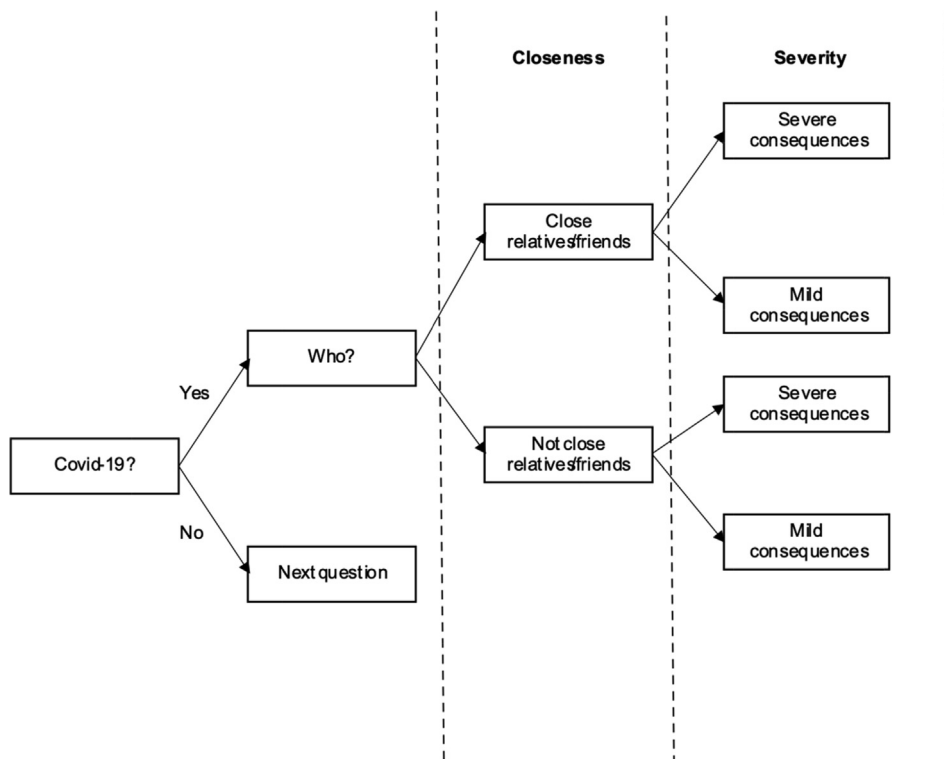 Closeness
Severity
Severe
consequences
Close
relatives/friends
Mild
consequences
Who?
Yes
Severe
consequences
Not close
relatives/friends
Covid-19?
No
Mild
consequences
Next question